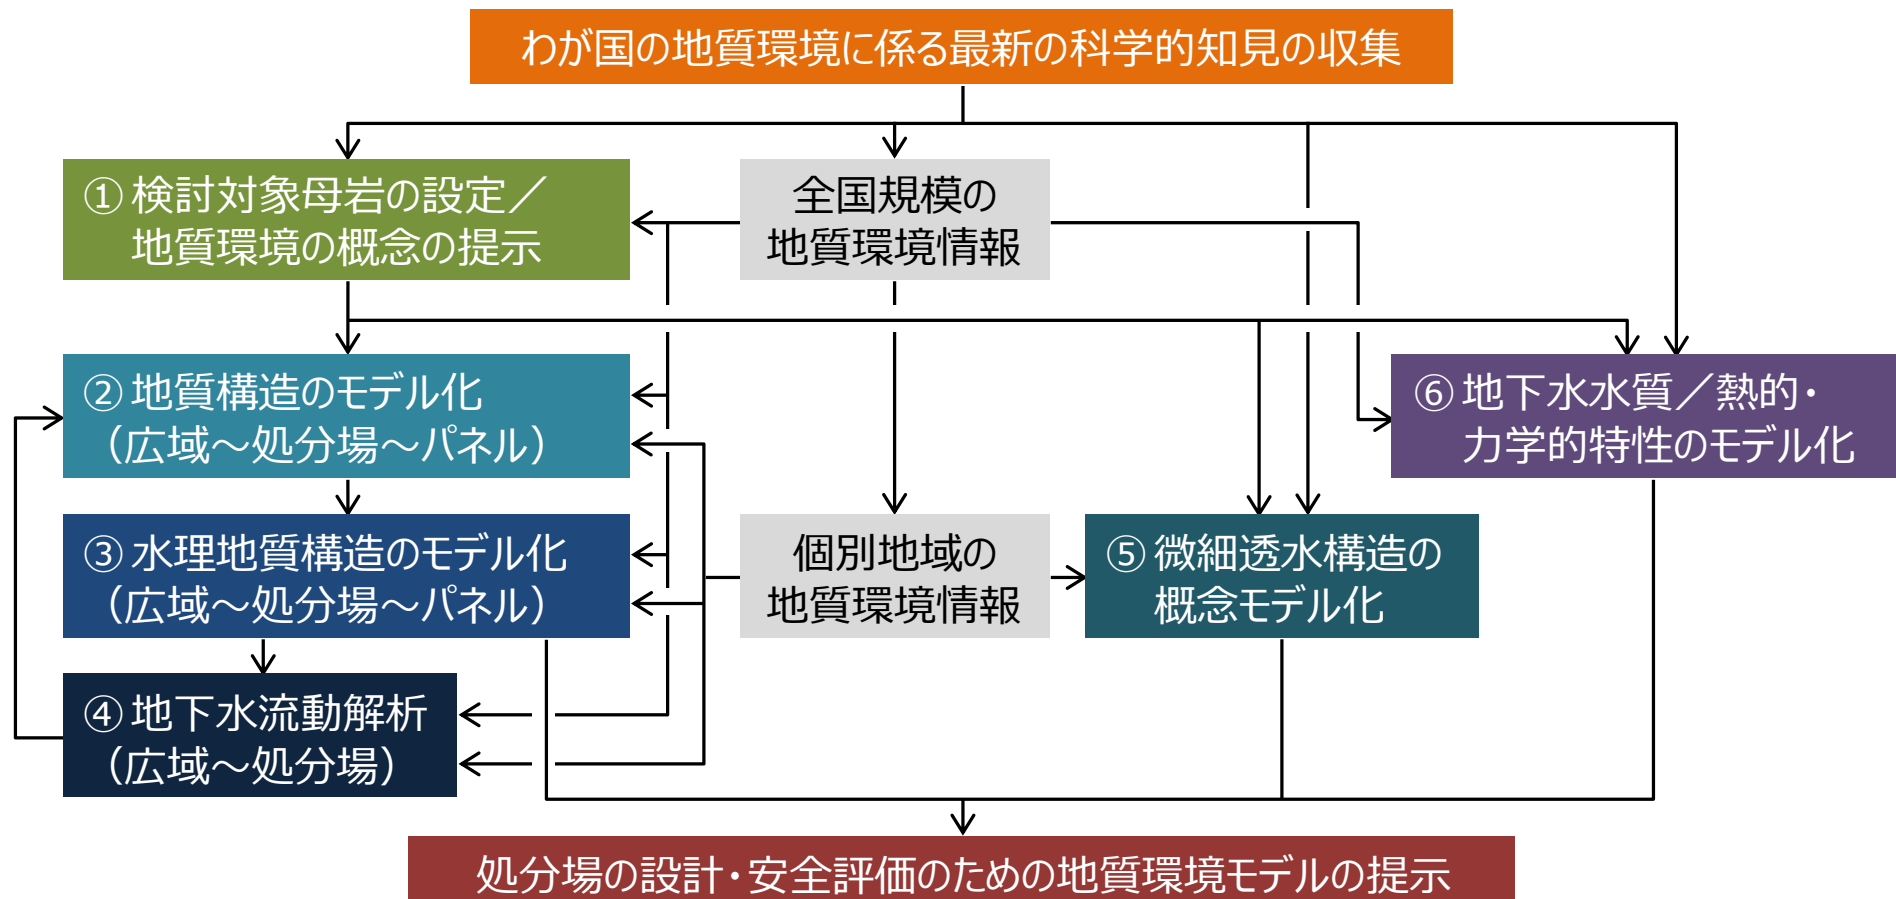 わが国の地質環境に係る最新の科学的知見の収集
①検討対象母岩の設定／
地質環境の概念の提示
全国規模の
地質環境情報
②地質構造のモデル化
（広域～処分場～パネル）
⑥地下水水質／熱的・
力学的特性のモデル化
③水理地質構造のモデル化
（広域～処分場～パネル）
個別地域の
地質環境情報
⑤微細透水構造の
概念モデル化
④地下水流動解析
（広域～処分場）
処分場の設計・安全評価のための地質環境モデルの提示